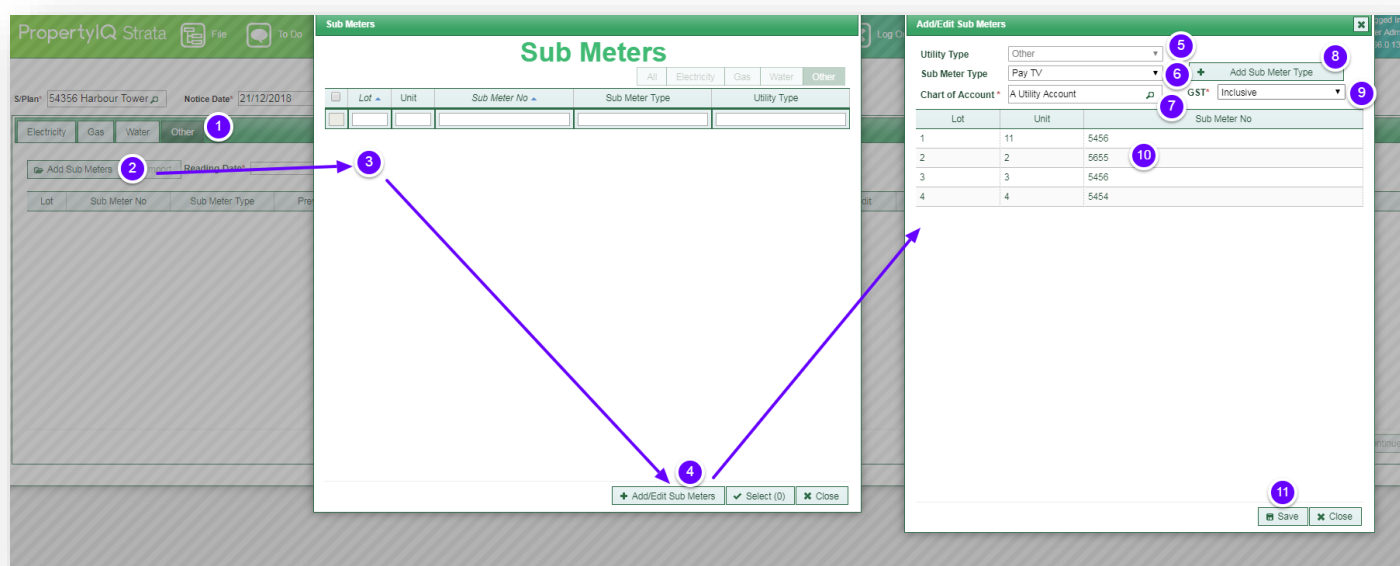 PropertyIQ Strata File To Do
S/Plan* 54356 Harbour Tower Notice Date* 21/12/2018
Electricity Gas Water Other 1
Add Sub Meters 2 Reading Date*
Lot Sub Meter No Sub Meter Type
Sub Meters
Sub Meters
All Electricity Gas Water Other
Lot Unit Sub Meter No Sub Meter Type Utility Type
3
4
Add/Edit Sub Meters Select (0) Close
Log
Add/Edit Sub Meters
Utility Type Other 5
8
Sub Meter Type Pay TV 6 + Add Sub Meter Type
Chart of Account * A Utility Account 7 GST* Inclusive 9
Lot Unit Sub Meter No
1 11 5456
2 2 5655 10
3 3 5456
4 4 5454
11
Save Close